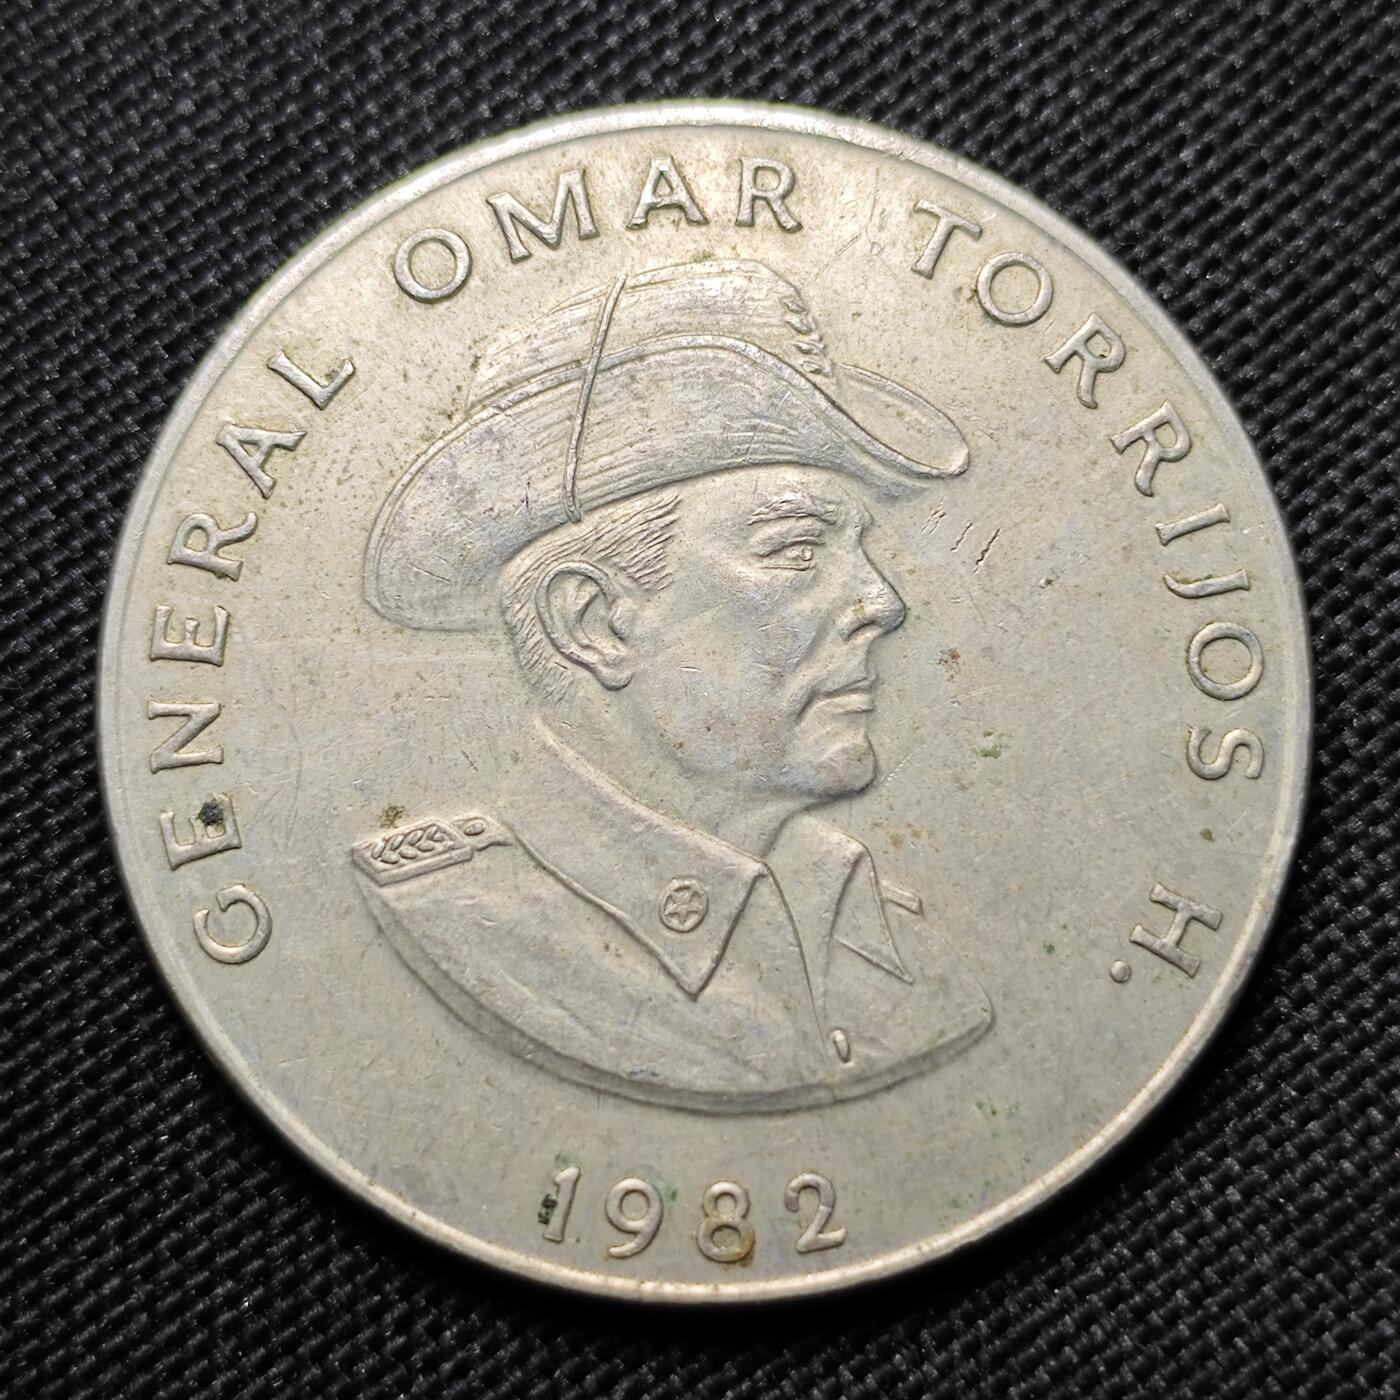 GENERAL OMAR TORRIJOS H.
1982